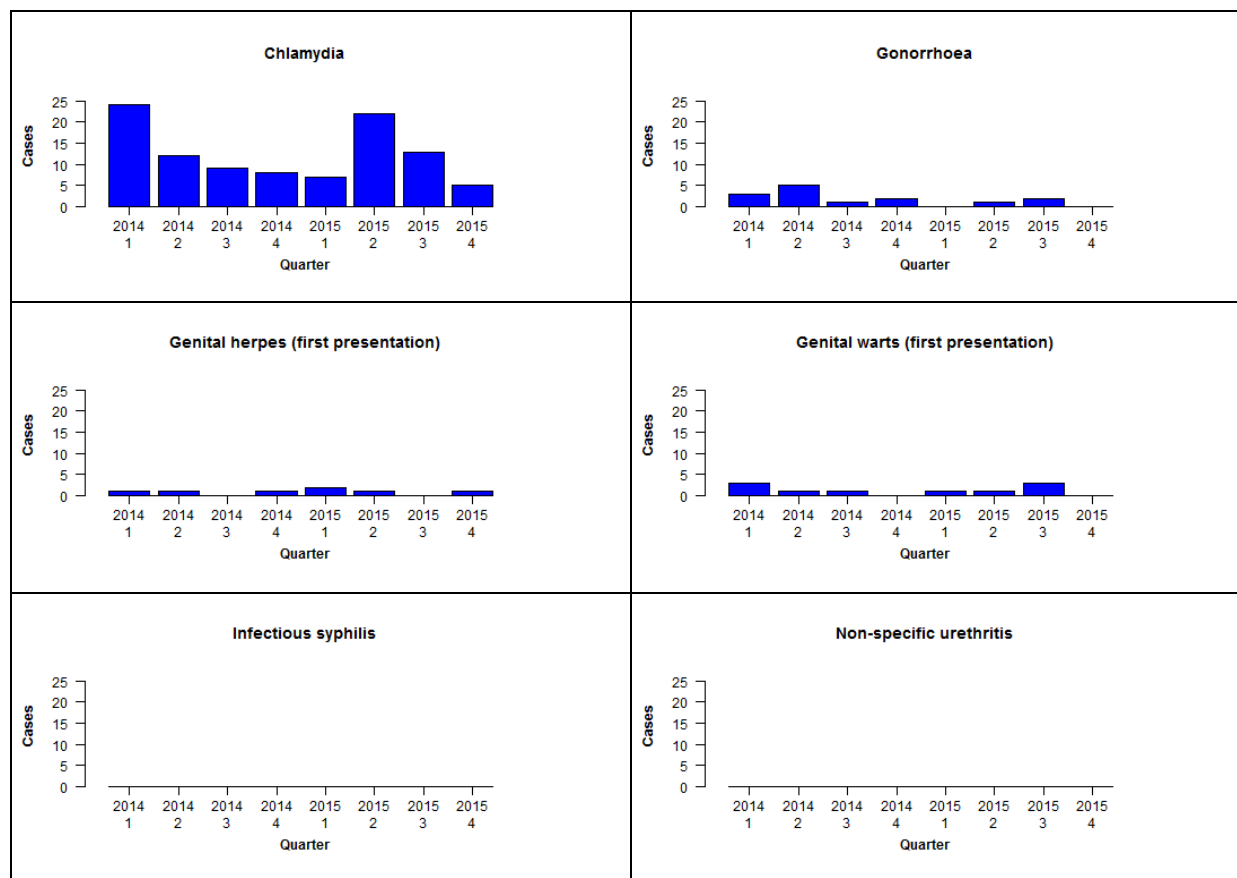 Chlamydia
Cases
25
20
15
10
5
0
2014 2014 2014 2014 2015 2015 2015 2015
1 2 3 4 1 2 3 4
Quarter
Gonorrhoea
Cases
25
20
15
10
5
0
2014 2014 2014 2014 2015 2015 2015 2015
1 2 3 4 1 2 3 4
Quarter
Genital herpes (first presentation)
Cases
25
20
15
10
5
0
2014 2014 2014 2014 2015 2015 2015 2015
1 2 3 4 1 2 3 4
Quarter
Genital warts (first presentation)
Cases
25
20
15
10
5
0
2014 2014 2014 2014 2015 2015 2015 2015
1 2 3 4 1 2 3 4
Quarter
Infectious syphilis
Cases
25
20
15
10
5
0
2014 2014 2014 2014 2015 2015 2015 2015
1 2 3 4 1 2 3 4
Quarter
Non-specific urethritis
Cases
25
20
15
10
5
0
2014 2014 2014 2014 2015 2015 2015 2015
1 2 3 4 1 2 3 4
Quarter